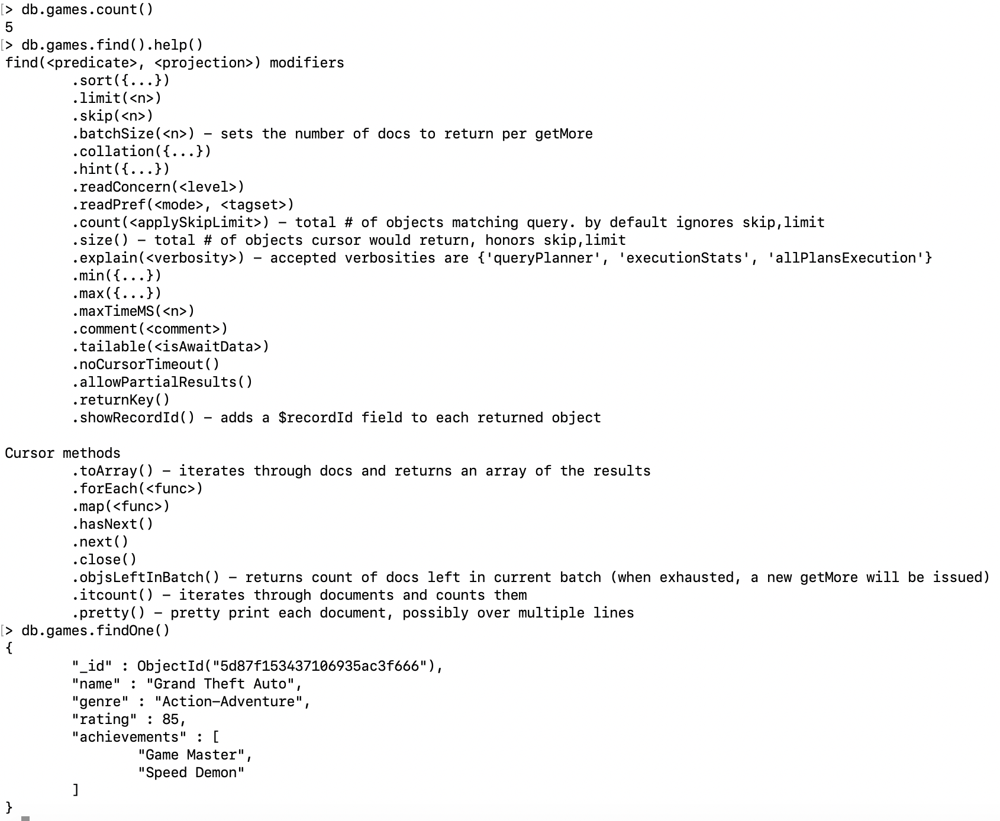 [> db.games.count()
5
[> db.games.find().help()
find(<predicate>, <projection>) modifiers
        .sort({...})
        .limit(<n>)
        .skip(<n>)
        .batchSize(<n>) – sets the number of docs to return per getMore
        .collation({...})
        .hint({...})
        .readConcern(<level>)
        .readPref(<mode>, <tagset>)
        .count(<applySkipLimit>) – total # of objects matching query. by default ignores skip,limit
        .size() – total # of objects cursor would return, honors skip,limit
        .explain(<verbosity>) – accepted verbosities are {'queryPlanner', 'executionStats', 'allPlansExecution'}
        .min({...})
        .max({...})
        .maxTimeMS(<n>)
        .comment(<comment>)
        .tailable(<isAwaitData>)
        .noCursorTimeout()
        .allowPartialResults()
        .returnKey()
        .showRecordId() – adds a $recordId field to each returned object

Cursor methods
        .toArray() – iterates through docs and returns an array of the results
        .forEach(<func>)
        .map(<func>)
        .hasNext()
        .next()
        .close()
        .objsLeftInBatch() – returns count of docs left in current batch (when exhausted, a new getMore will be issued)
        .itcount() – iterates through documents and counts them
        .pretty() – pretty print each document, possibly over multiple lines
[> db.games.findOne()
{
        "_id" : ObjectId("5d87f153437106935ac3f666"),
        "name" : "Grand Theft Auto",
        "genre" : "Action–Adventure",
        "rating" : 85,
        "achievements" : [
                "Game Master",
                "Speed Demon"
        ]
}